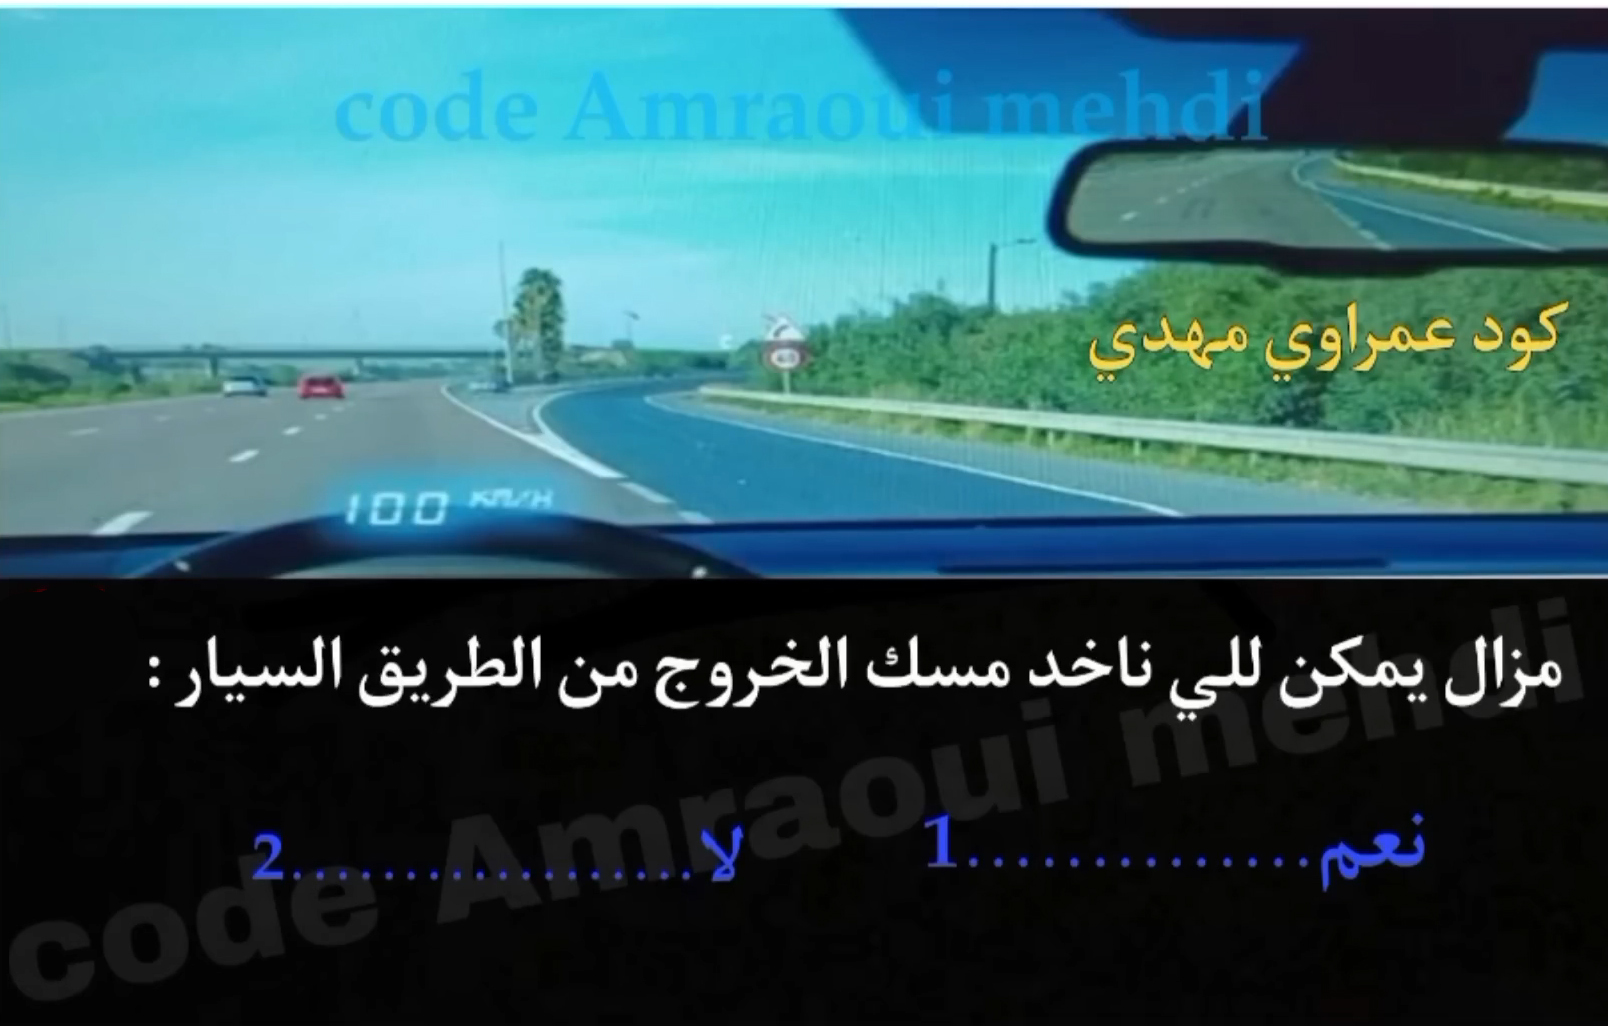 code Amraoui mehdi
كود عمراوي مهدي
100 KM/H
مزال يمكن للي ناخد مسك الخروج من الطريق السيار :
نعم..............1 لا.................2
code Amraoui mehdi